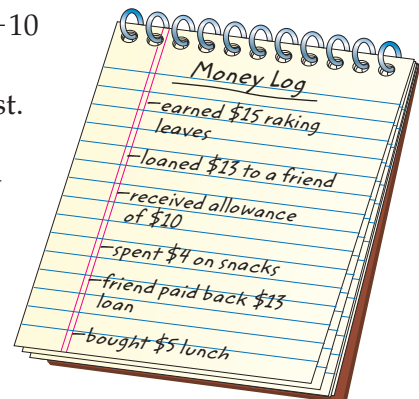 -10
st.
Money Log
-earned $15 raking
leaves
-loaned $13 to a friend
-received allowance
of $10
-spent $4 on snacks
-friend paid back $13
loan
-bought $5 lunch